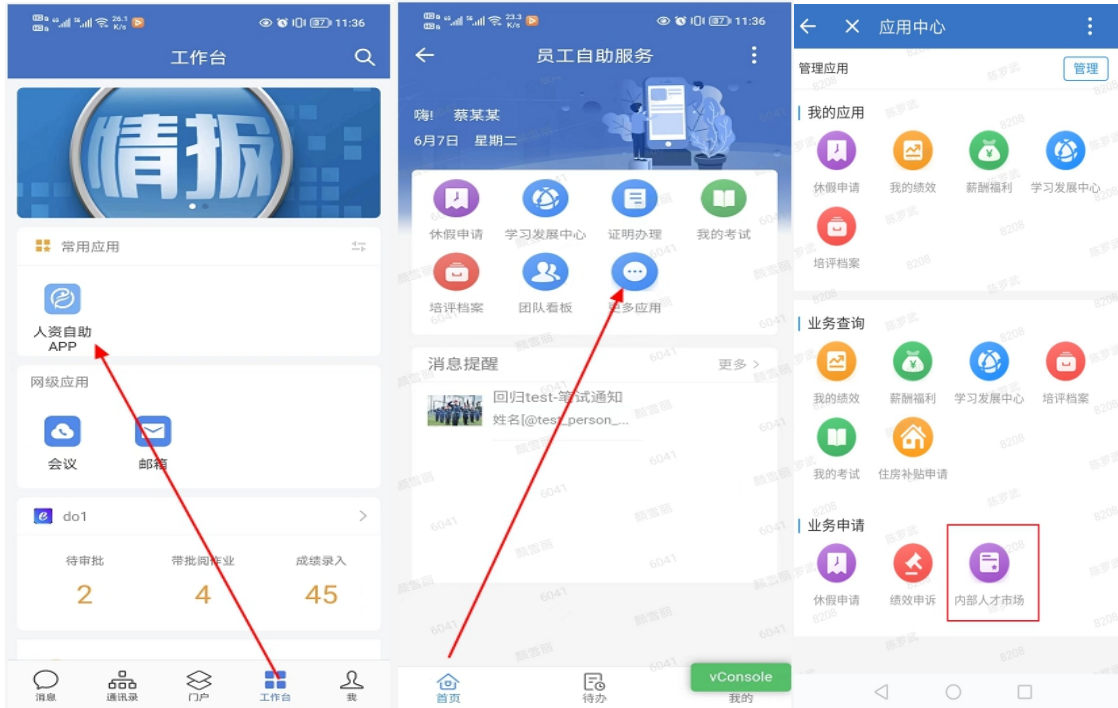 26.1 K/s 37 11:36
工作台
情报
常用应用
人资自助
APP
网级应用
会议 邮箱
do1
待审批 带批阅作业 成绩录入
2 4 45
消息 通讯录 门户 工作台 我
23.3 K/s 37 11:36
员工自助服务
嗨! 蔡某某
6月7日 星期二
休假申请 学习发展中心 证明办理 我的考试
培评档案 团队看板 更多应用
消息提醒 更多 >
回归test-笔试通知
姓名[@test_person_...
vConsole
首页 待办 我的
应用中心
管理应用 管理
我的应用
休假申请 我的绩效 薪酬福利 学习发展中心
培评档案
业务查询
我的绩效 薪酬福利 学习发展中心 培评档案
我的考试 住房补贴申请
业务申请
休假申请 绩效申诉 内部人才市场